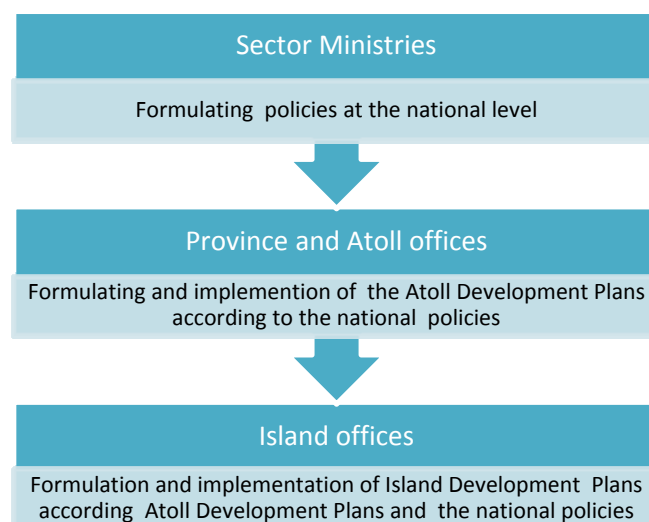 Sector Ministries
Formulating policies at the national level
Province and Atoll offices
Formulating and implemention of the Atoll Development Plans
according to the national policies
Island offices
Formulation and implementation of Island Development Plans
according Atoll Development Plans and the national policies